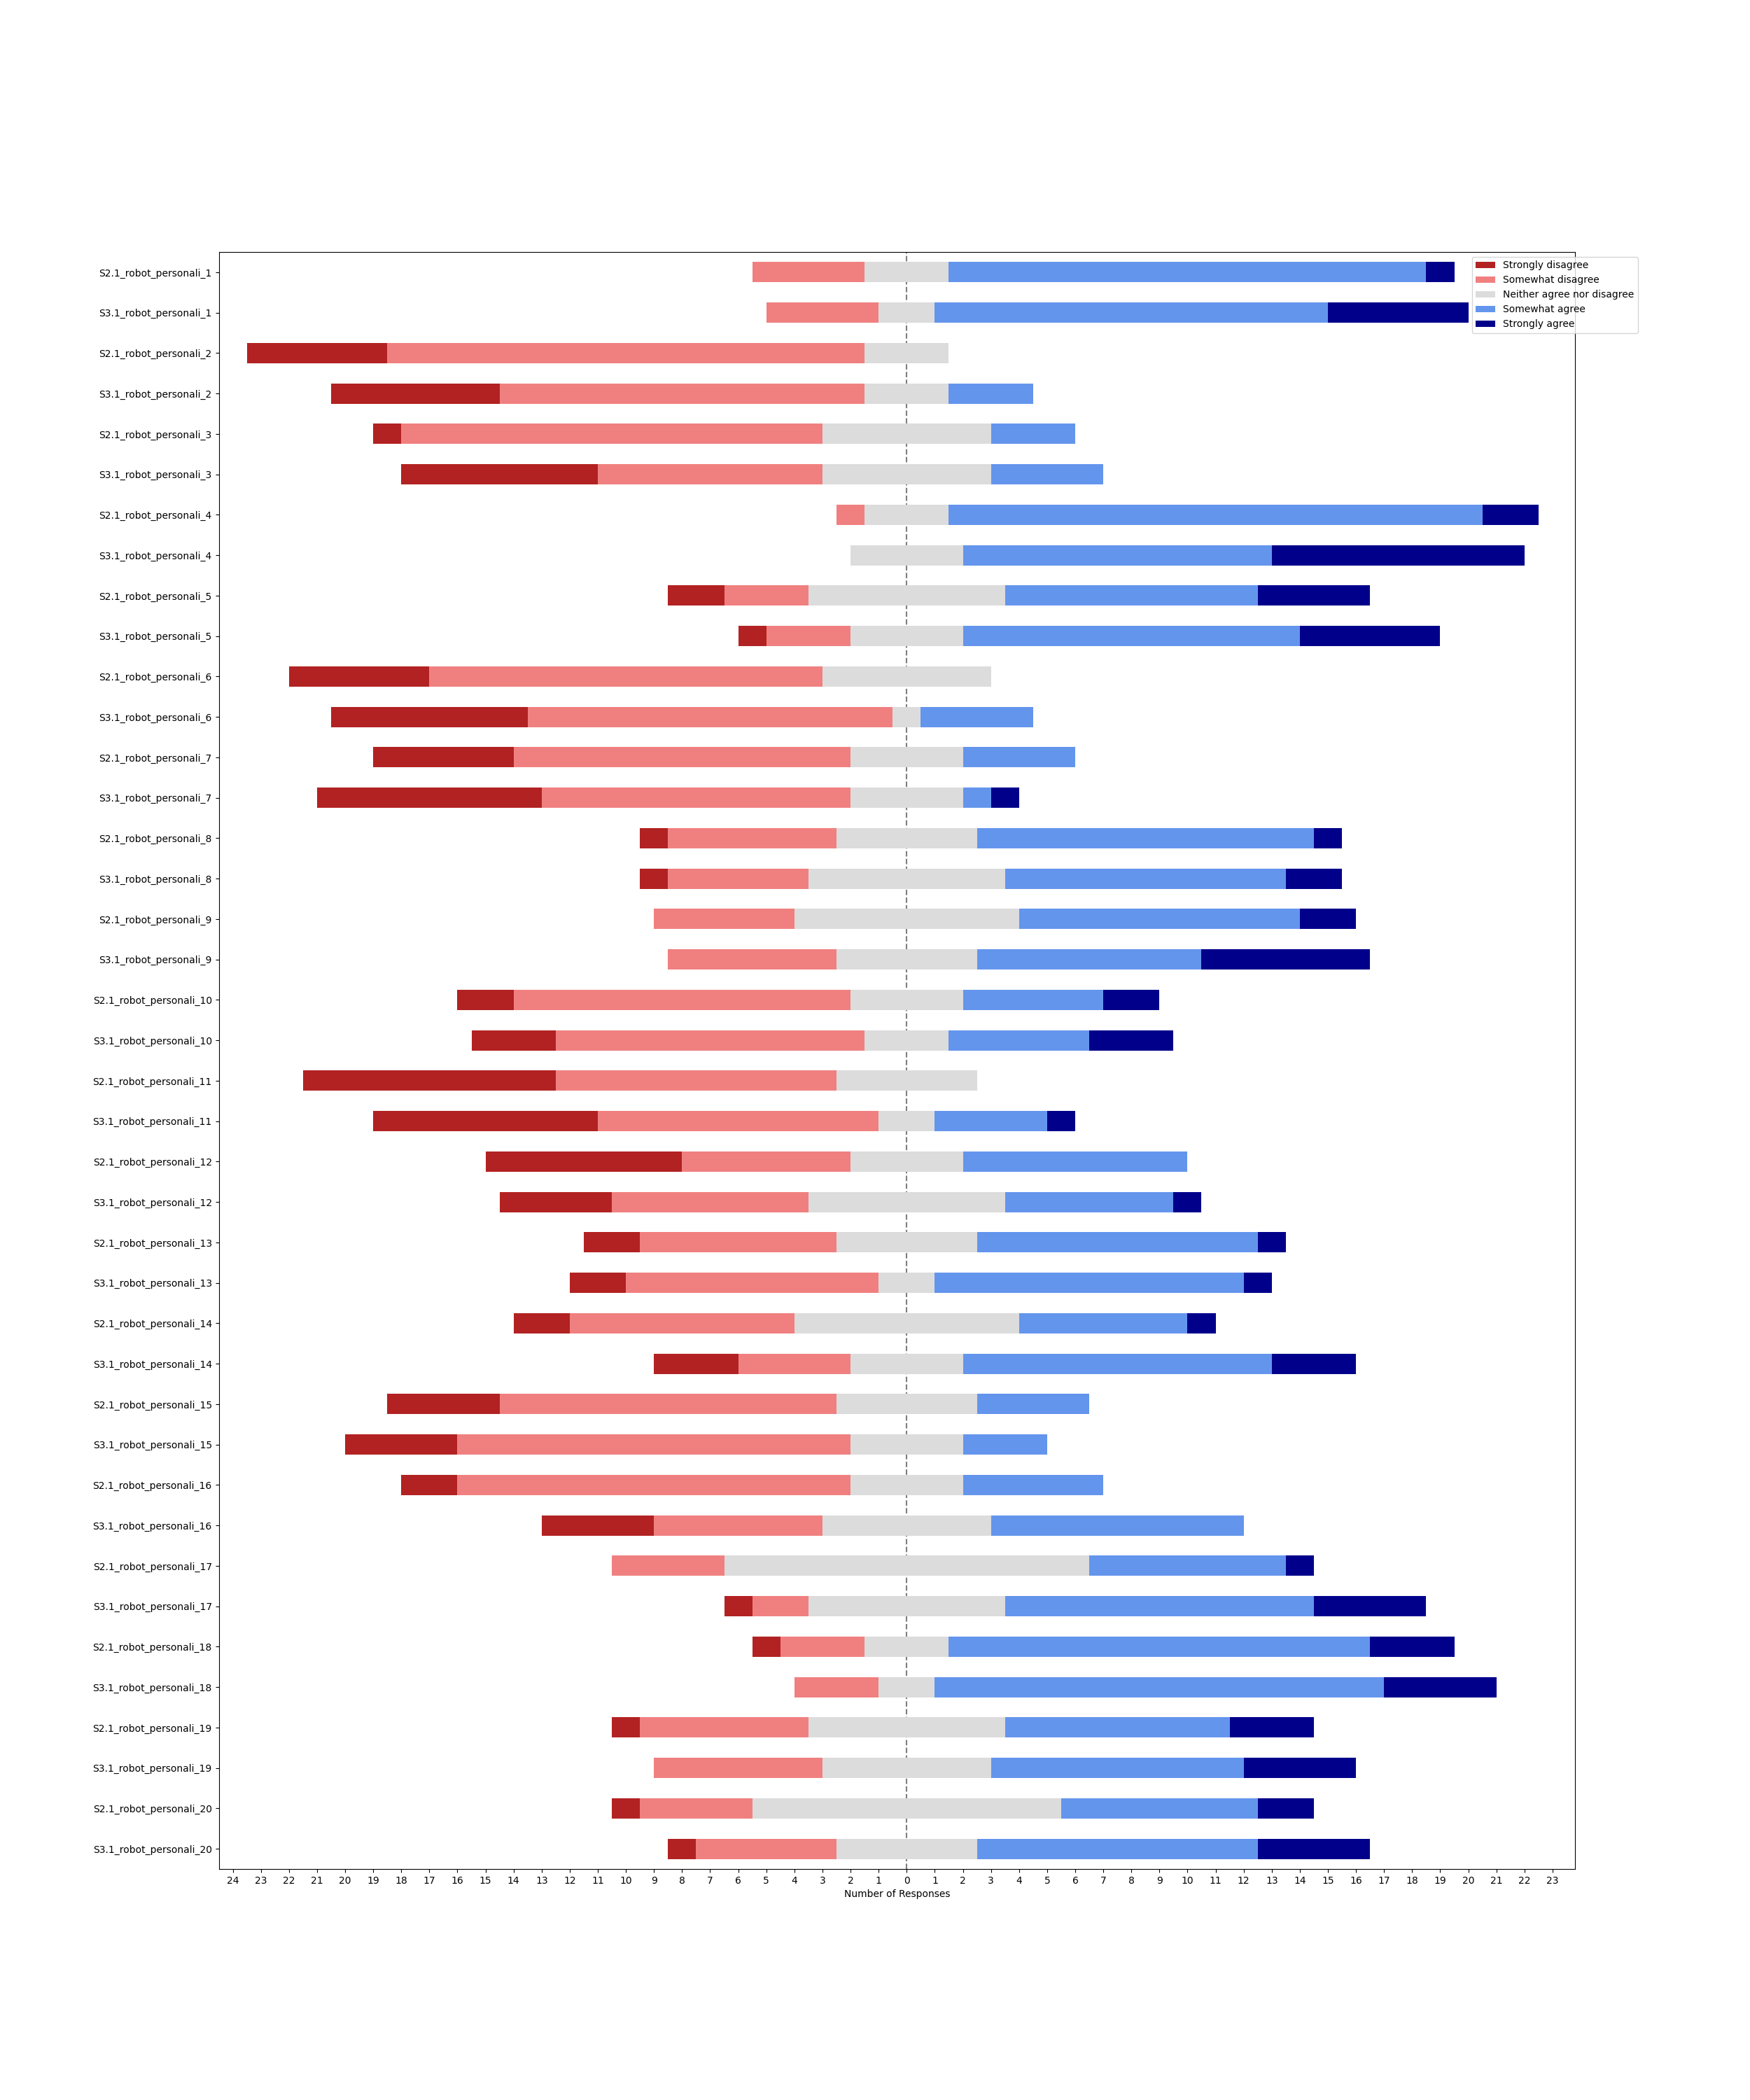 S2.1_robot_personali_1
S3.1_robot_personali_1
S2.1_robot_personali_2
S3.1_robot_personali_2
S2.1_robot_personali_3
S3.1_robot_personali_3
S2.1_robot_personali_4
S3.1_robot_personali_4
S2.1_robot_personali_5
S3.1_robot_personali_5
S2.1_robot_personali_6
S3.1_robot_personali_6
S2.1_robot_personali_7
S3.1_robot_personali_7
S2.1_robot_personali_8
S3.1_robot_personali_8
S2.1_robot_personali_9
S3.1_robot_personali_9
S2.1_robot_personali_10
S3.1_robot_personali_10
S2.1_robot_personali_11
S3.1_robot_personali_11
S2.1_robot_personali_12
S3.1_robot_personali_12
S2.1_robot_personali_13
S3.1_robot_personali_13
S2.1_robot_personali_14
S3.1_robot_personali_14
S2.1_robot_personali_15
S3.1_robot_personali_15
S2.1_robot_personali_16
S3.1_robot_personali_16
S2.1_robot_personali_17
S3.1_robot_personali_17
S2.1_robot_personali_18
S3.1_robot_personali_18
S2.1_robot_personali_19
S3.1_robot_personali_19
S2.1_robot_personali_20
S3.1_robot_personali_20
Strongly disagree
Somewhat disagree
Neither agree nor disagree
Somewhat agree
Strongly agree
24 23 22 21 20 19 18 17 16 15 14 13 12 11 10 9 8 7 6 5 4 3 2 1 0 1 2 3 4 5 6 7 8 9 10 11 12 13 14 15 16 17 18 19 20 21 22 23
Number of Responses